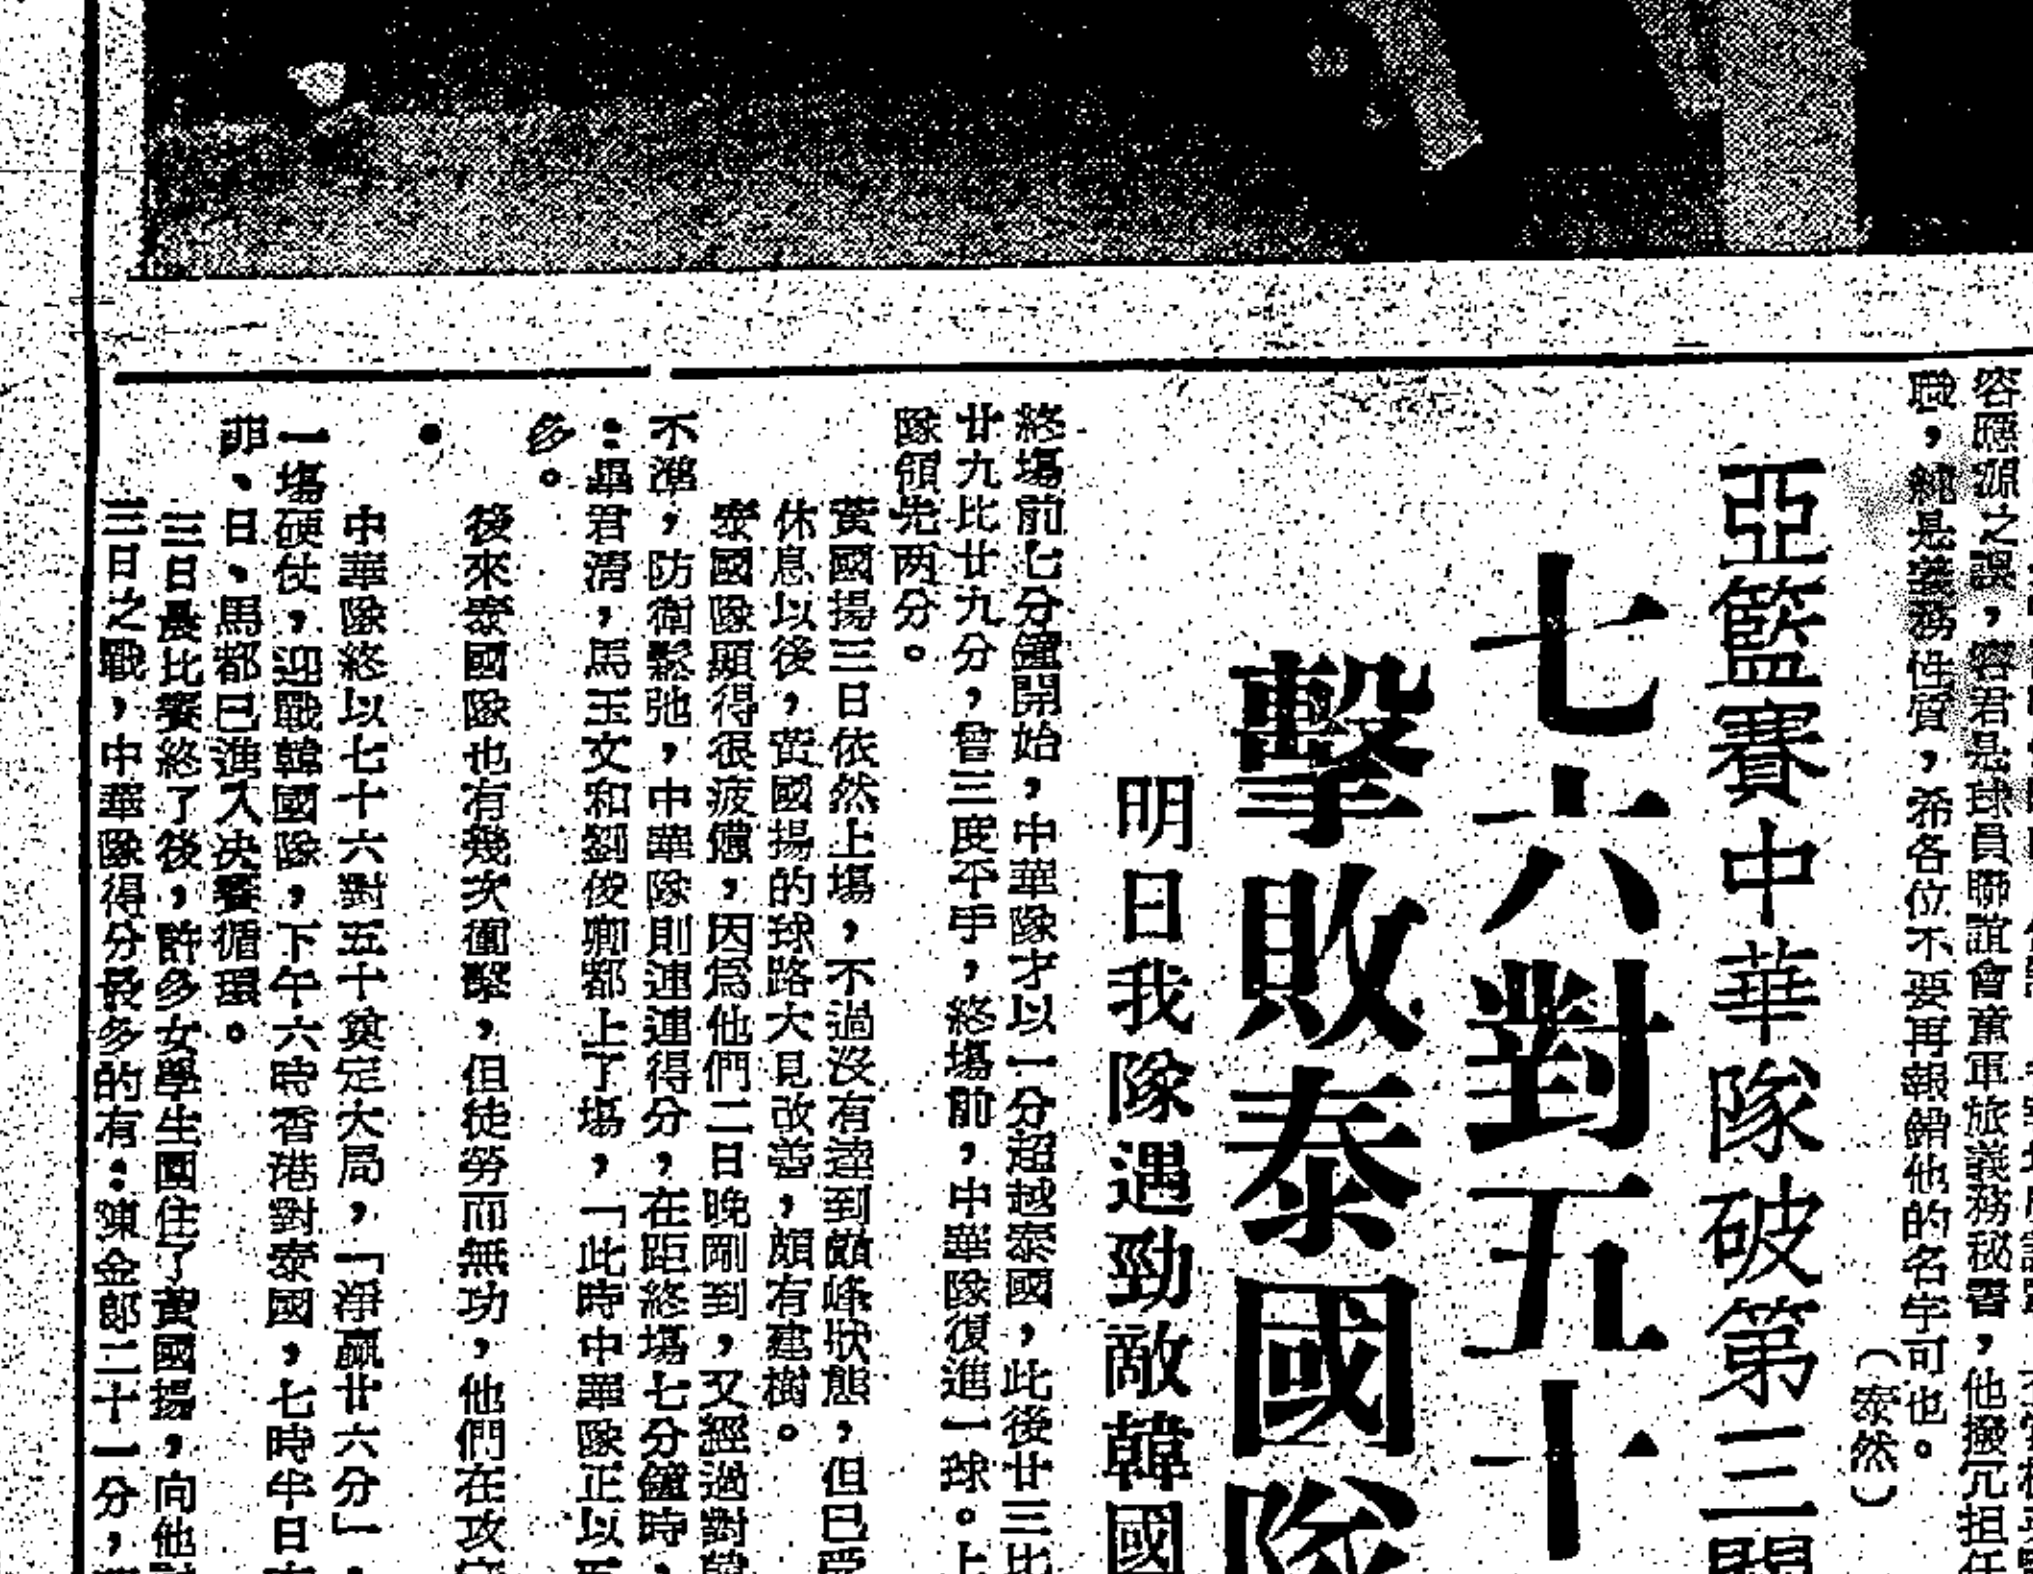 容應源之誤，容君是球員聯誼會童軍旅義務秘書，他撥冗担任
職，純是義務性質，希各位不要再報錯他的名字可也。
（泰然）
亞籃賽中華隊破第三關
七六對五十
擊敗泰國隊
明日我隊遇勁敵韓國
終場前七分鐘開始，中華隊才以一分超越泰國，此後廿三比
廿九比廿九分，曾三度平手，終場前，中華隊復進一球。上
隊領先两分。
黃國揚三日依然上場，不過沒有達到巔峰狀態，但已受
休息以後，黃國揚的球路大見改善，頗有建樹。
泰國隊顯得很疲憊，因爲他們二日晚剛到，又經過對韓
不準，防衛鬆弛，中華隊則連連得分，在距終場七分鐘時，
：畢君清，馬玉文和劉俊卿都上了場，「此時中華隊正以五
多。
後來泰國隊也有幾次衝擊，但徒勞而無功，他們在攻守
•
中華隊終以七十六對五十奠定大局，「淨贏廿六分」，
一場硬仗，迎戰韓國隊，下午六時香港對泰國，七時半日本
菲、日、馬都已進入决賽循環。
三日晨比賽終了後，許多女學生圍住了黃國揚，向他討
三日之戰，中華隊得分最多的有：陳金郎二十一分，